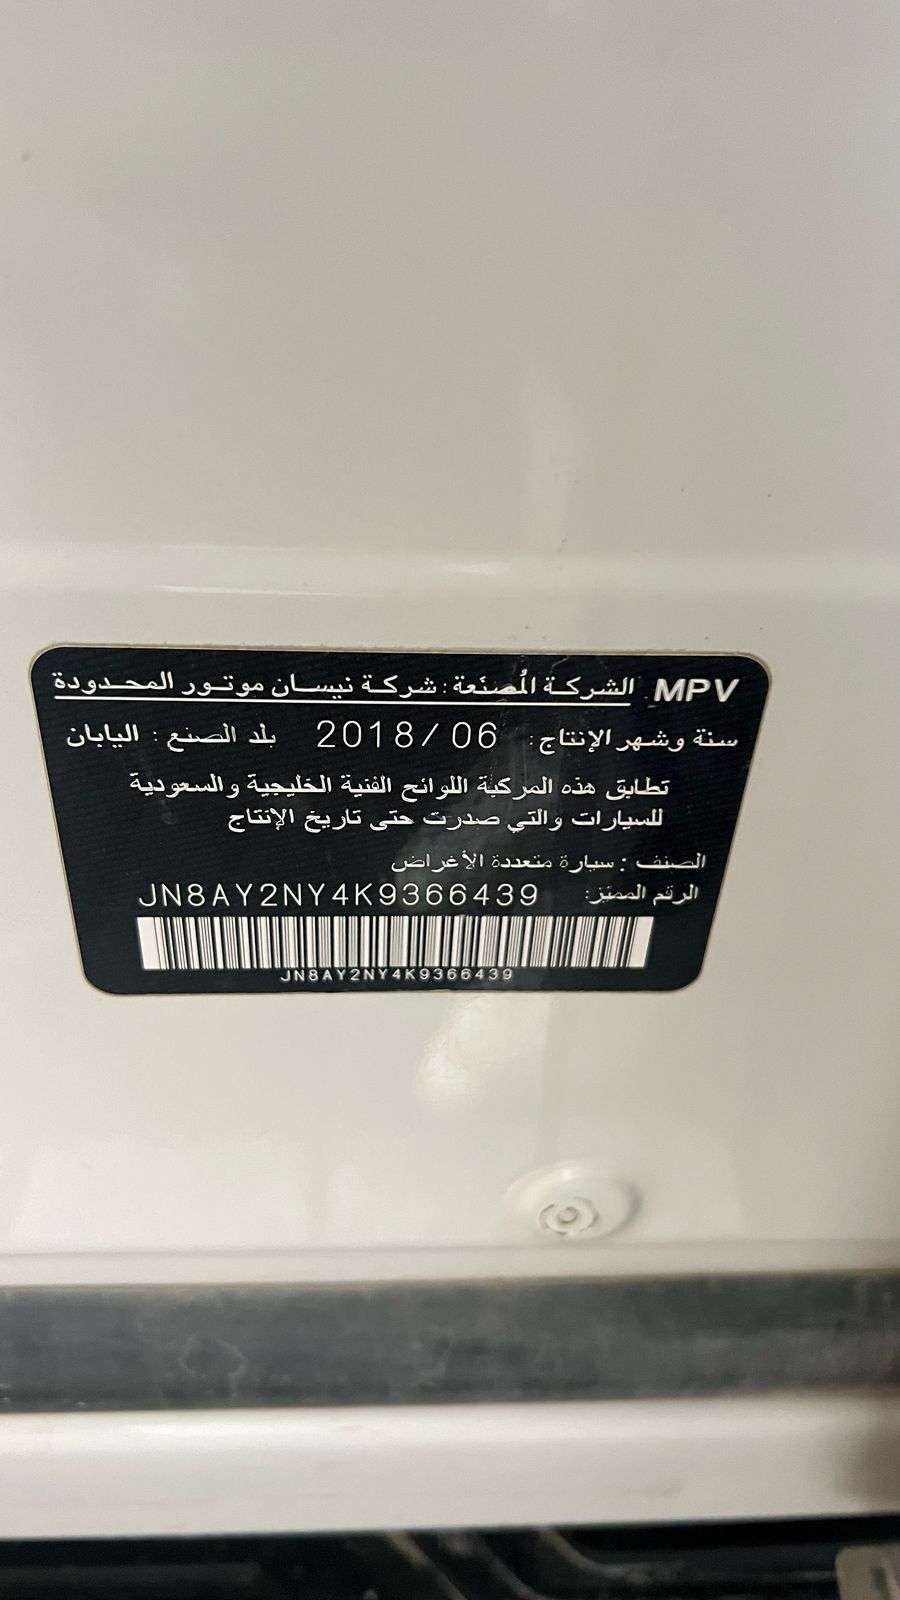 MPV الشركة المُصنّعة : شركة نيسان موتور المحدودة
سنة وشهر الإنتاج: 2018/06 بلد الصنع : اليابان
تطابق هذه المركبة اللوائح الفنية الخليجية والسعودية
للسيارات والتي صدرت حتى تاريخ الإنتاج
الصنف : سيارة متعددة الأغراض
الرقم المميّز: JN8AY2NY4K9366439
JN8AY2NY4K9366439